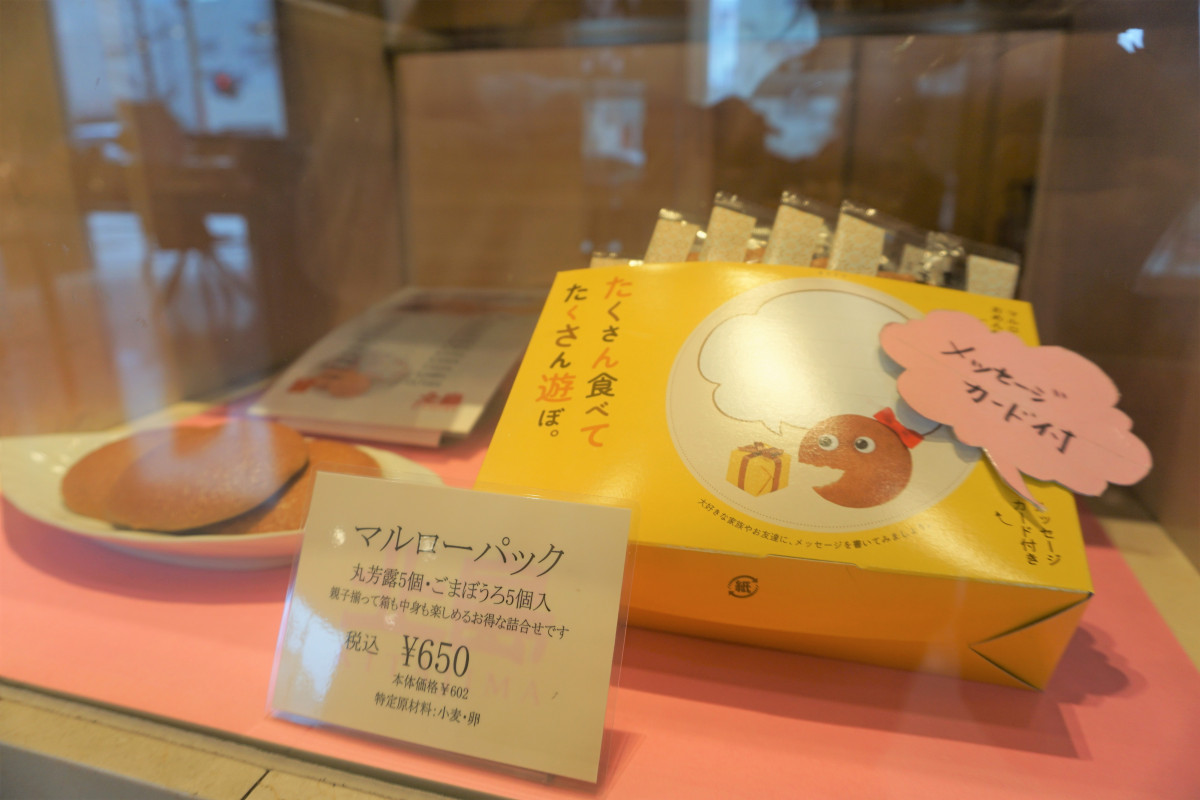 たくさん食べて
たくさん遊ぼ。
メッセージ
カード付
大好きな家族やお友達に、メッセージを書いてみましょう
メッセージ
カード付き
紙
マルローパック
丸芳露5個・ごまぼうろ5個入
親子揃って箱も中身も楽しめるお得な詰合せです
税込 ¥650
本体価格¥602
特定原材料:小麦・卵